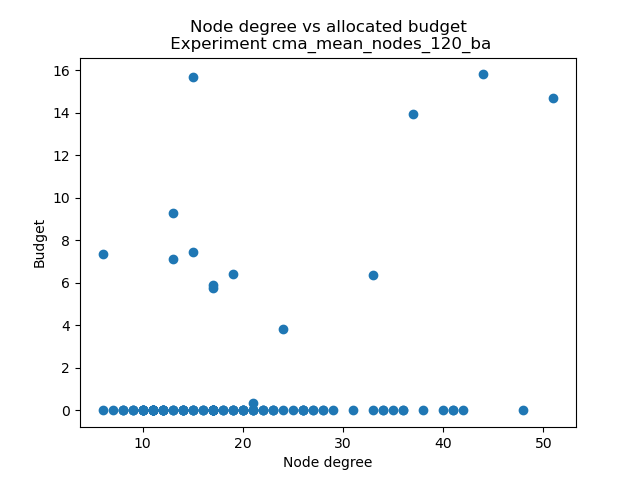 Node degree vs allocated budget
Experiment cma_mean_nodes_120_ba
16
14
12
10
8
6
4
2
0
Budget
10 20 30 40 50
Node degree